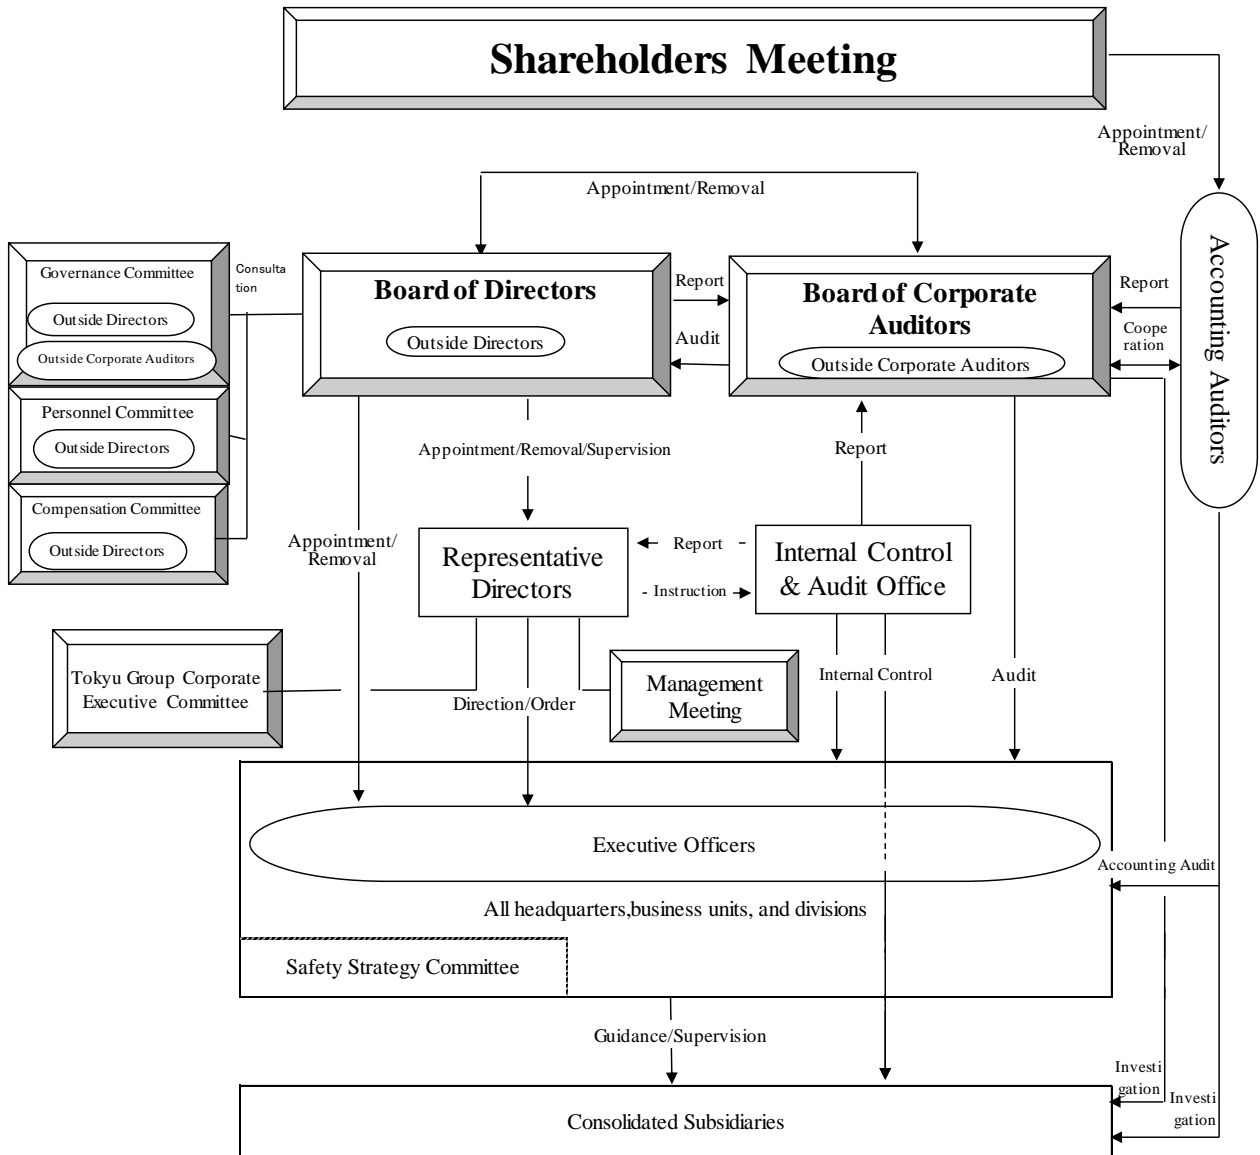 Shareholders Meeting
Appointment/
Removal
Appointment/Removal
Accounting Auditors
Governance Committee
Outside Directors
Outside Corporate Auditors
Consulta
tion
Board of Directors
Outside Directors
Report
Audit
Board of Corporate
Auditors
Outside Corporate Auditors
Report
Coope
ration
Personnel Committee
Outside Directors
Compensation Committee
Outside Directors
Appointment/Removal/Supervision
Report
Appointment/
Removal
Representative
Directors
Report
Instruction
Internal Control
& Audit Office
Tokyu Group Corporate
Executive Committee
Direction/Order
Management
Meeting
Internal Control
Audit
Executive Officers
Accounting Audit
All headquarters,business units, and divisions
Safety Strategy Committee
Guidance/Supervision
Investi
gation
Investi
gation
Consolidated Subsidiaries